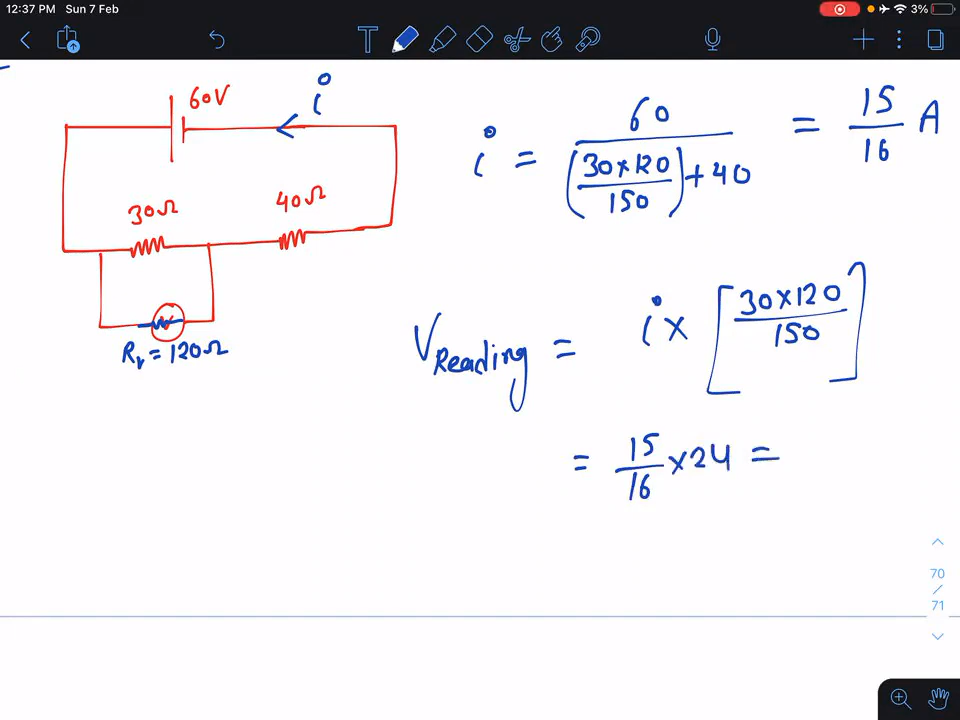 12:37 PM Sun 7 Feb
3%
T
60V
i
30Ω
40Ω
V
Rv = 120Ω
i = 60 / ((30×120 / 150) + 40) = 15/16 A
VReading = i × [30×120 / 150]
= 15/16 × 24 =
70
/
71